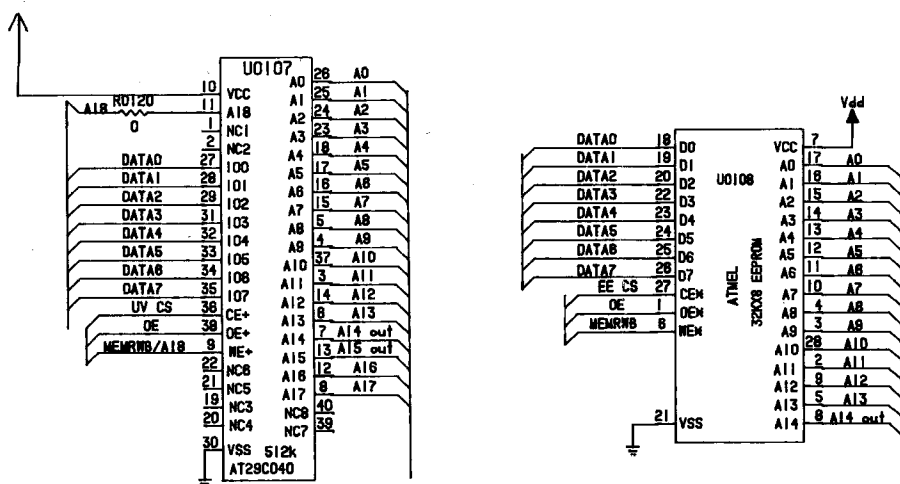 U0107
10 VCC A0 26 A0
A18 R0120 0 11 A18 A1 25 A1
1 NC1 A2 24 A2
2 NC2 A3 23 A3
DATA0 27 IO0 A4 18 A4
DATA1 28 IO1 A5 17 A5
DATA2 29 IO2 A6 16 A6
DATA3 31 IO3 A7 15 A7
DATA4 32 IO4 A8 5 A8
DATA5 33 IO5 A9 4 A9
DATA6 34 IO6 A10 37 A10
DATA7 35 IO7 A11 3 A11
UV CS 36 CE+ A12 14 A12
OE 38 OE+ A13 6 A13
MEMRWB/A18 9 WE+ A14 7 A14 out
22 NC6 A15 13 A15 out
21 NC5 A16 12 A16
19 NC3 A17 8 A17
20 NC4 NC8 40
NC7 39
30 VSS 512k
AT29C040
Vdd
U0108
ATMEL
32KX8 EEPROM
DATA0 18 D0 VCC 7
DATA1 19 D1 A0 17 A0
DATA2 20 D2 A1 16 A1
DATA3 22 D3 A2 15 A2
DATA4 23 D4 A3 14 A3
DATA5 24 D5 A4 13 A4
DATA6 25 D6 A5 12 A5
DATA7 26 D7 A6 11 A6
EE CS 27 CE* A7 10 A7
OE 1 OE* A8 4 A8
MEMRWB 6 WE* A9 3 A9
A10 28 A10
A11 2 A11
A12 9 A12
A13 5 A13
21 VSS A14 8 A14 out